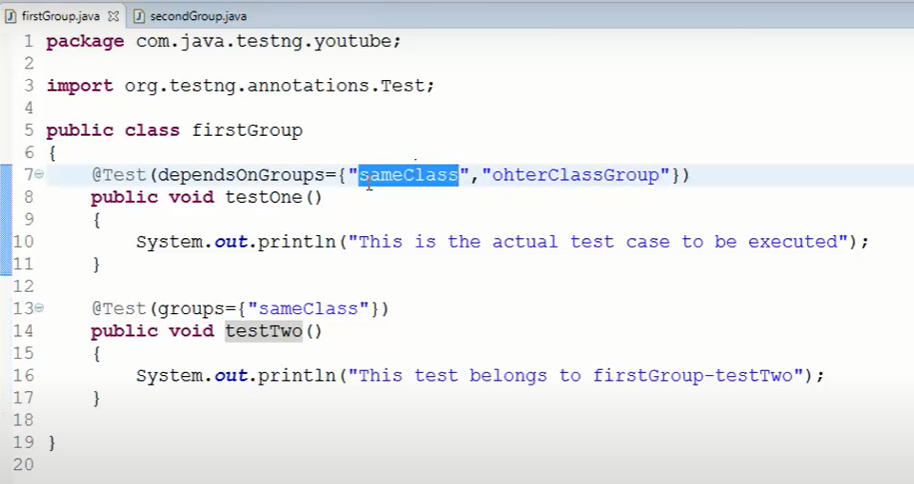 firstGroup.java secondGroup.java
1 package com.java.testng.youtube;
2
3 import org.testng.annotations.Test;
4
5 public class firstGroup
6 {
7 @Test(dependsOnGroups={"sameClass","ohterClassGroup"})
8 public void testOne()
9 {
10 System.out.println("This is the actual test case to be executed");
11 }
12
13 @Test(groups={"sameClass"})
14 public void testTwo()
15 {
16 System.out.println("This test belongs to firstGroup-testTwo");
17 }
18
19 }
20